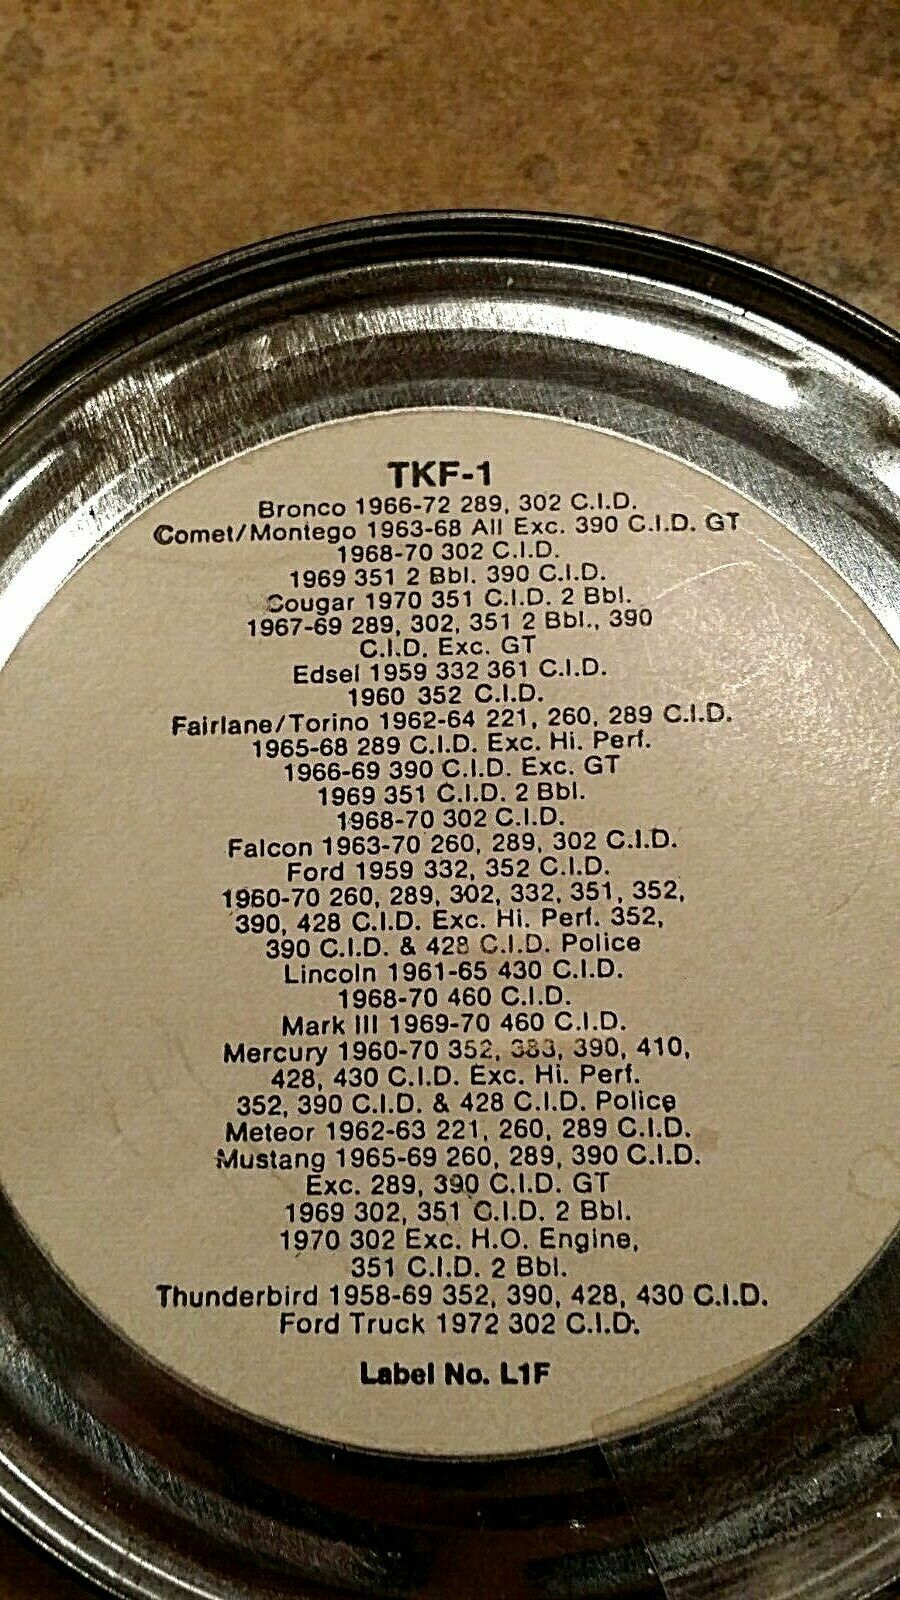 TKF-1
Bronco 1966-72 289, 302 C.I.D.
Comet/Montego 1963-68 All Exc. 390 C.I.D. GT
1968-70 302 C.I.D.
1969 351 2 Bbl. 390 C.I.D.
Cougar 1970 351 C.I.D. 2 Bbl.
1967-69 289, 302, 351 2 Bbl., 390
C.I.D. Exc. GT
Edsel 1959 332 361 C.I.D.
1960 352 C.I.D.
Fairlane/Torino 1962-64 221, 260, 289 C.I.D.
1965-68 289 C.I.D. Exc. Hi. Perf.
1966-69 390 C.I.D. Exc. GT
1969 351 C.I.D. 2 Bbl.
1968-70 302 C.I.D.
Falcon 1963-70 260, 289, 302 C.I.D.
Ford 1959 332, 352 C.I.D.
1960-70 260, 289, 302, 332, 351, 352,
390, 428 C.I.D. Exc. Hi. Perf. 352,
390 C.I.D. & 428 C.I.D. Police
Lincoln 1961-65 430 C.I.D.
1968-70 460 C.I.D.
Mark III 1969-70 460 C.I.D.
Mercury 1960-70 352, 383, 390, 410,
428, 430 C.I.D. Exc. Hi. Perf.
352, 390 C.I.D. & 428 C.I.D. Police
Meteor 1962-63 221, 260, 289 C.I.D.
Mustang 1965-69 260, 289, 390 C.I.D.
Exc. 289, 390 C.I.D. GT
1969 302, 351 C.I.D. 2 Bbl.
1970 302 Exc. H.O. Engine,
351 C.I.D. 2 Bbl.
Thunderbird 1958-69 352, 390, 428, 430 C.I.D.
Ford Truck 1972 302 C.I.D.
Label No. L1F